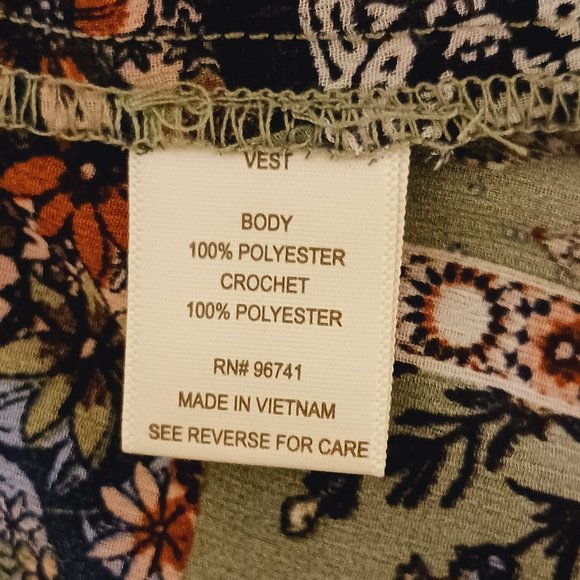 VEST
BODY
100% POLYESTER
CROCHET
100% POLYESTER
RN# 96741
MADE IN VIETNAM
SEE REVERSE FOR CARE